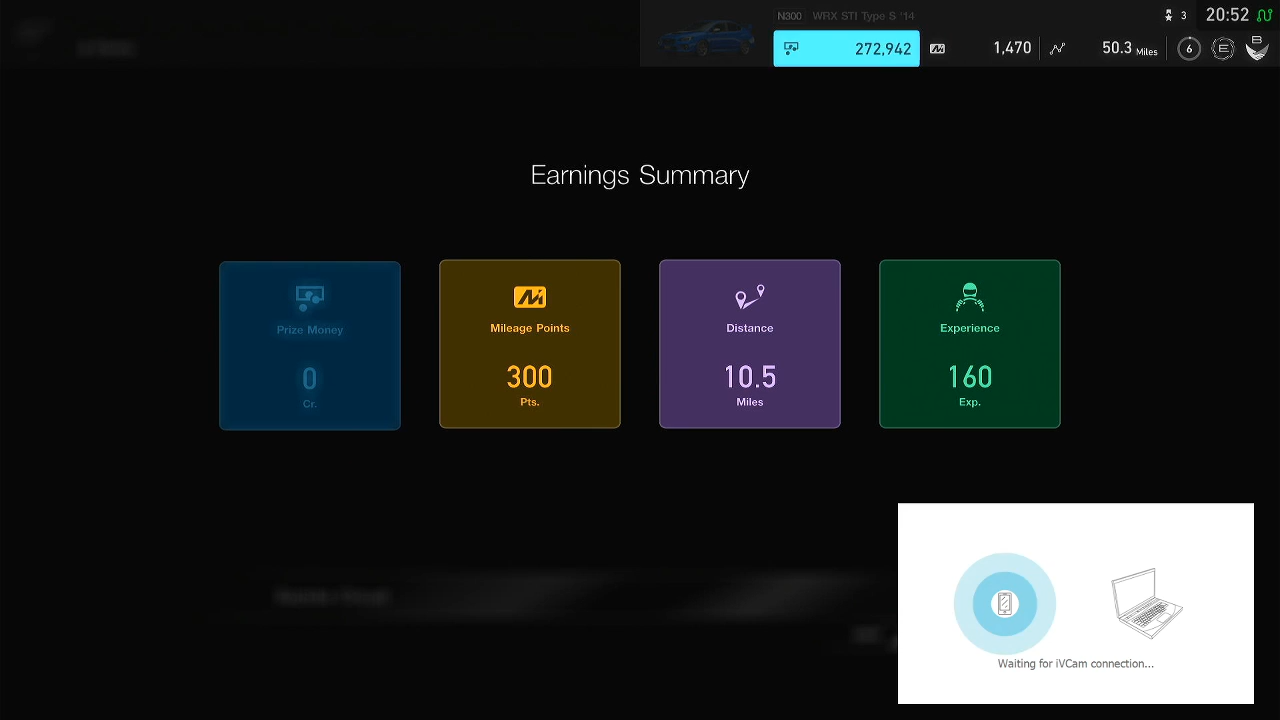 N300 WRX STI Type S '14
3 20:52
272,942 1,470 50.3 Miles 6 E B
Earnings Summary
Prize Money Mileage Points Distance Experience
0 300 10.5 160
Cr. Pts. Miles Exp.
Waiting for iVCam connection...